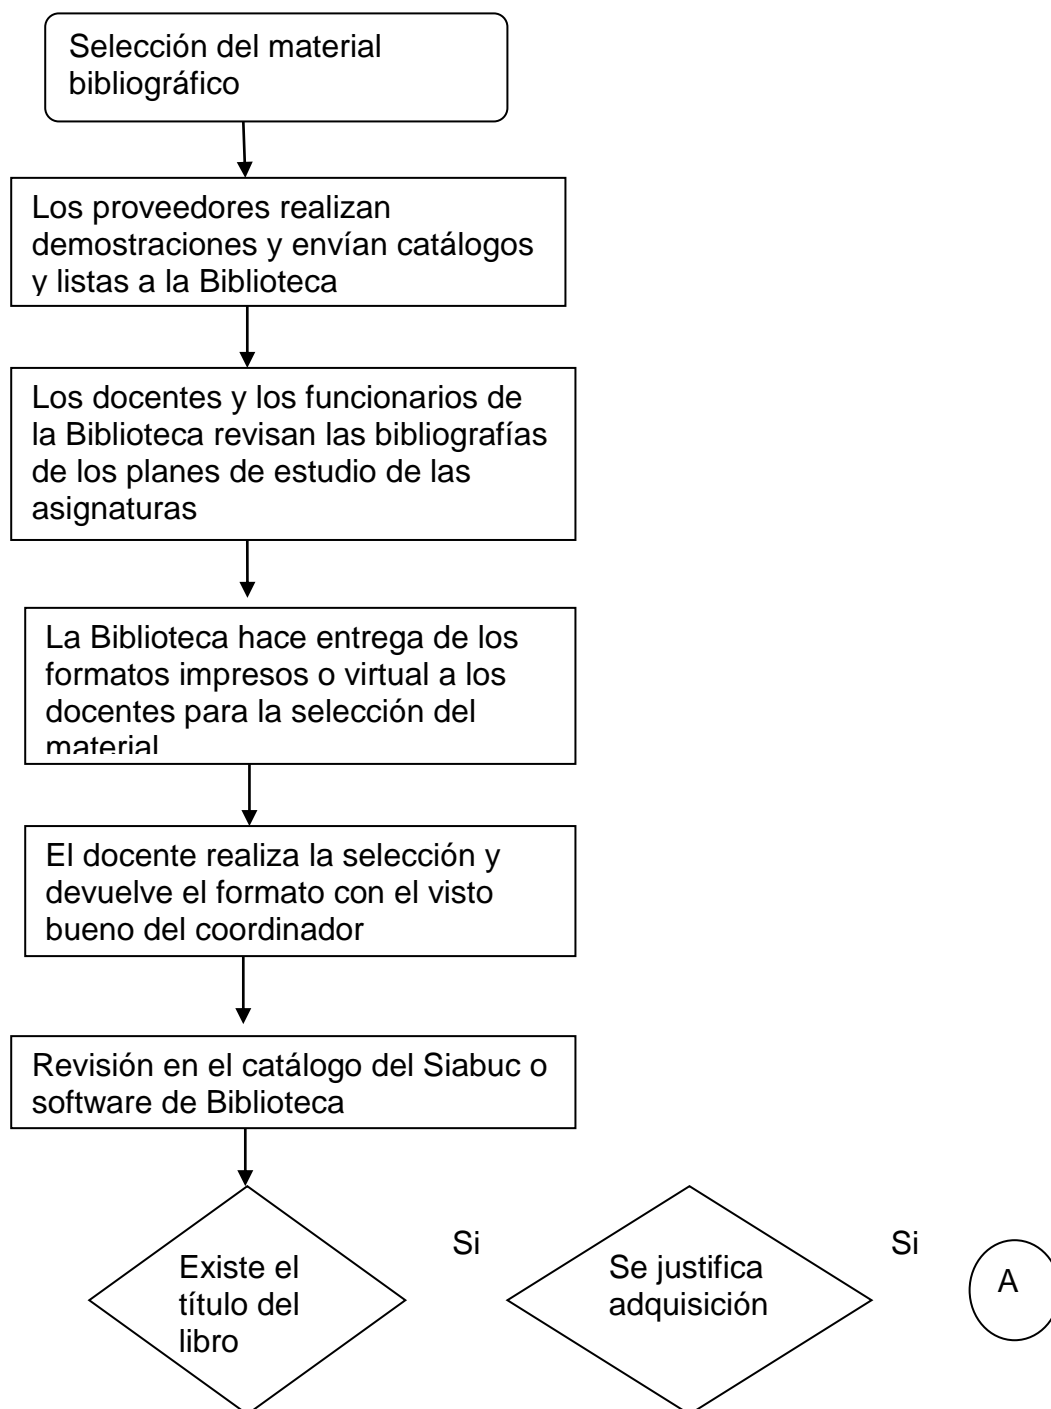 Selección del material
bibliográfico
Los proveedores realizan
demostraciones y envían catálogos
y listas a la Biblioteca
Los docentes y los funcionarios de
la Biblioteca revisan las bibliografías
de los planes de estudio de las
asignaturas
La Biblioteca hace entrega de los
formatos impresos o virtual a los
docentes para la selección del
material
El docente realiza la selección y
devuelve el formato con el visto
bueno del coordinador
Revisión en el catálogo del Siabuc o
software de Biblioteca
Existe el
título del
libro
Si
Se justifica
adquisición
Si
A